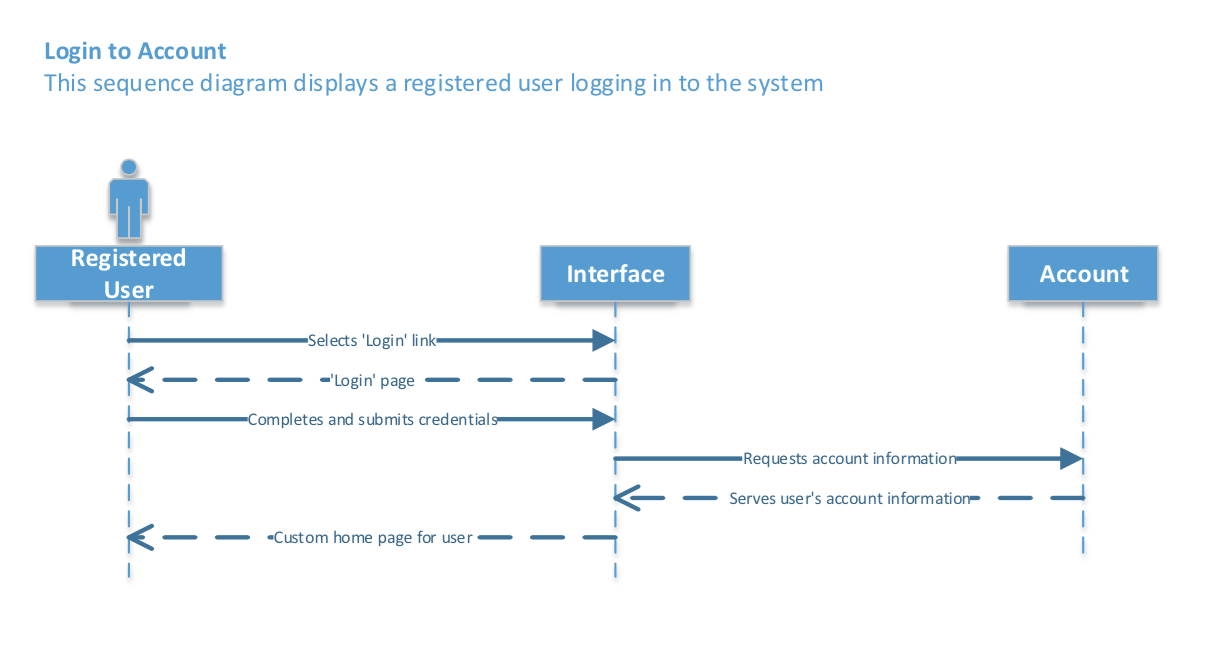 Login to Account
This sequence diagram displays a registered user logging in to the system
Registered
User
Interface
Account
Selects 'Login' link
'Login' page
Completes and submits credentials
Requests account information
Serves user's account information
Custom home page for user